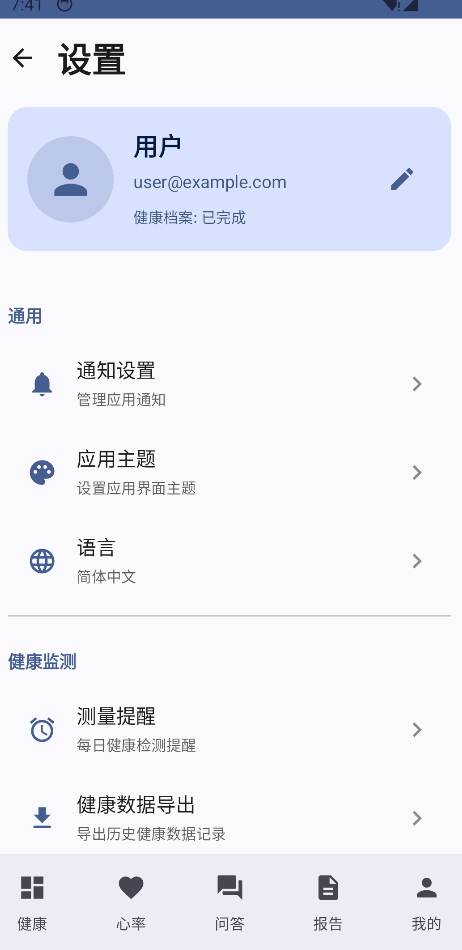 7:41
设置
用户
user@example.com
健康档案: 已完成
通用
通知设置
管理应用通知
应用主题
设置应用界面主题
语言
简体中文
健康监测
测量提醒
每日健康检测提醒
健康数据导出
导出历史健康数据记录
健康
心率
问答
报告
我的